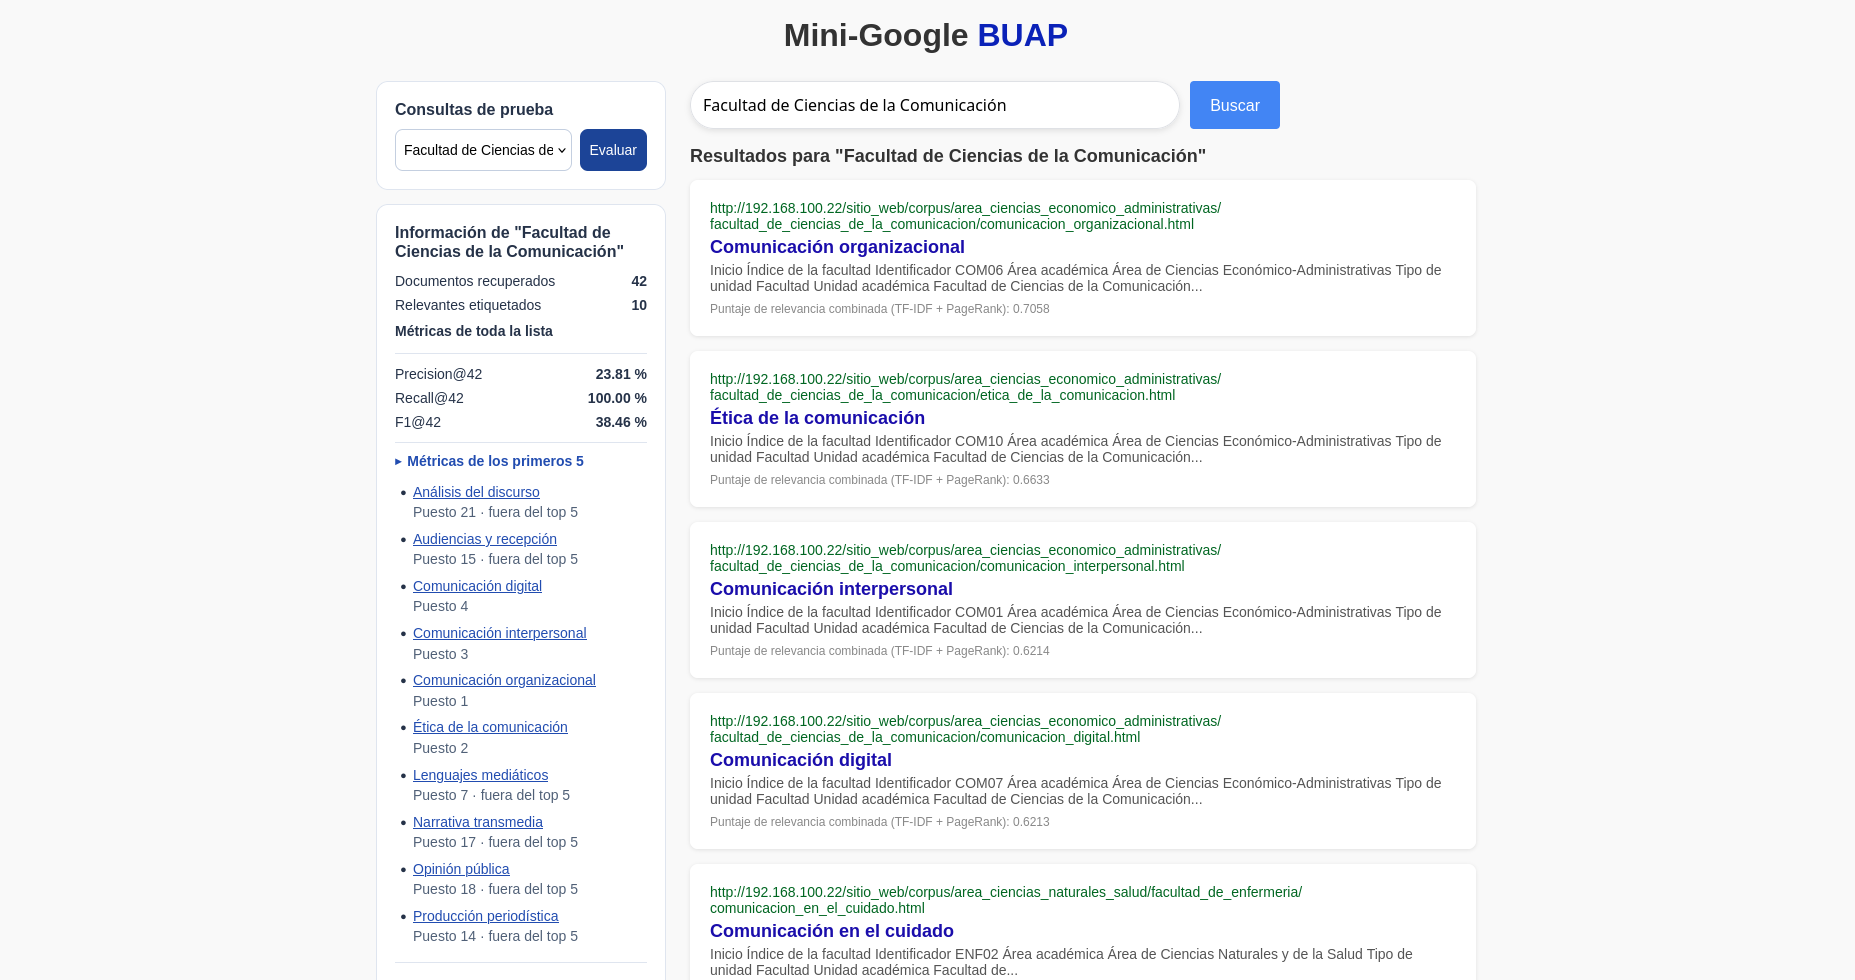 Mini-Google BUAP
Consultas de prueba
Facultad de Ciencias de
Evaluar
Información de "Facultad de
Ciencias de la Comunicación"
Documentos recuperados 42
Relevantes etiquetados 10
Métricas de toda la lista
Precision@42 23.81 %
Recall@42 100.00 %
F1@42 38.46 %
▸ Métricas de los primeros 5
• Análisis del discurso
Puesto 21 · fuera del top 5
• Audiencias y recepción
Puesto 15 · fuera del top 5
• Comunicación digital
Puesto 4
• Comunicación interpersonal
Puesto 3
• Comunicación organizacional
Puesto 1
• Ética de la comunicación
Puesto 2
• Lenguajes mediáticos
Puesto 7 · fuera del top 5
• Narrativa transmedia
Puesto 17 · fuera del top 5
• Opinión pública
Puesto 18 · fuera del top 5
• Producción periodística
Puesto 14 · fuera del top 5
Facultad de Ciencias de la Comunicación
Buscar
Resultados para "Facultad de Ciencias de la Comunicación"
http://192.168.100.22/sitio_web/corpus/area_ciencias_economico_administrativas/
facultad_de_ciencias_de_la_comunicacion/comunicacion_organizacional.html
Comunicación organizacional
Inicio Índice de la facultad Identificador COM06 Área académica Área de Ciencias Económico-Administrativas Tipo de
unidad Facultad Unidad académica Facultad de Ciencias de la Comunicación...
Puntaje de relevancia combinada (TF-IDF + PageRank): 0.7058
http://192.168.100.22/sitio_web/corpus/area_ciencias_economico_administrativas/
facultad_de_ciencias_de_la_comunicacion/etica_de_la_comunicacion.html
Ética de la comunicación
Inicio Índice de la facultad Identificador COM10 Área académica Área de Ciencias Económico-Administrativas Tipo de
unidad Facultad Unidad académica Facultad de Ciencias de la Comunicación...
Puntaje de relevancia combinada (TF-IDF + PageRank): 0.6633
http://192.168.100.22/sitio_web/corpus/area_ciencias_economico_administrativas/
facultad_de_ciencias_de_la_comunicacion/comunicacion_interpersonal.html
Comunicación interpersonal
Inicio Índice de la facultad Identificador COM01 Área académica Área de Ciencias Económico-Administrativas Tipo de
unidad Facultad Unidad académica Facultad de Ciencias de la Comunicación...
Puntaje de relevancia combinada (TF-IDF + PageRank): 0.6214
http://192.168.100.22/sitio_web/corpus/area_ciencias_economico_administrativas/
facultad_de_ciencias_de_la_comunicacion/comunicacion_digital.html
Comunicación digital
Inicio Índice de la facultad Identificador COM07 Área académica Área de Ciencias Económico-Administrativas Tipo de
unidad Facultad Unidad académica Facultad de Ciencias de la Comunicación...
Puntaje de relevancia combinada (TF-IDF + PageRank): 0.6213
http://192.168.100.22/sitio_web/corpus/area_ciencias_naturales_salud/facultad_de_enfermeria/
comunicacion_en_el_cuidado.html
Comunicación en el cuidado
Inicio Índice de la facultad Identificador ENF02 Área académica Área de Ciencias Naturales y de la Salud Tipo de
unidad Facultad Unidad académica Facultad de...